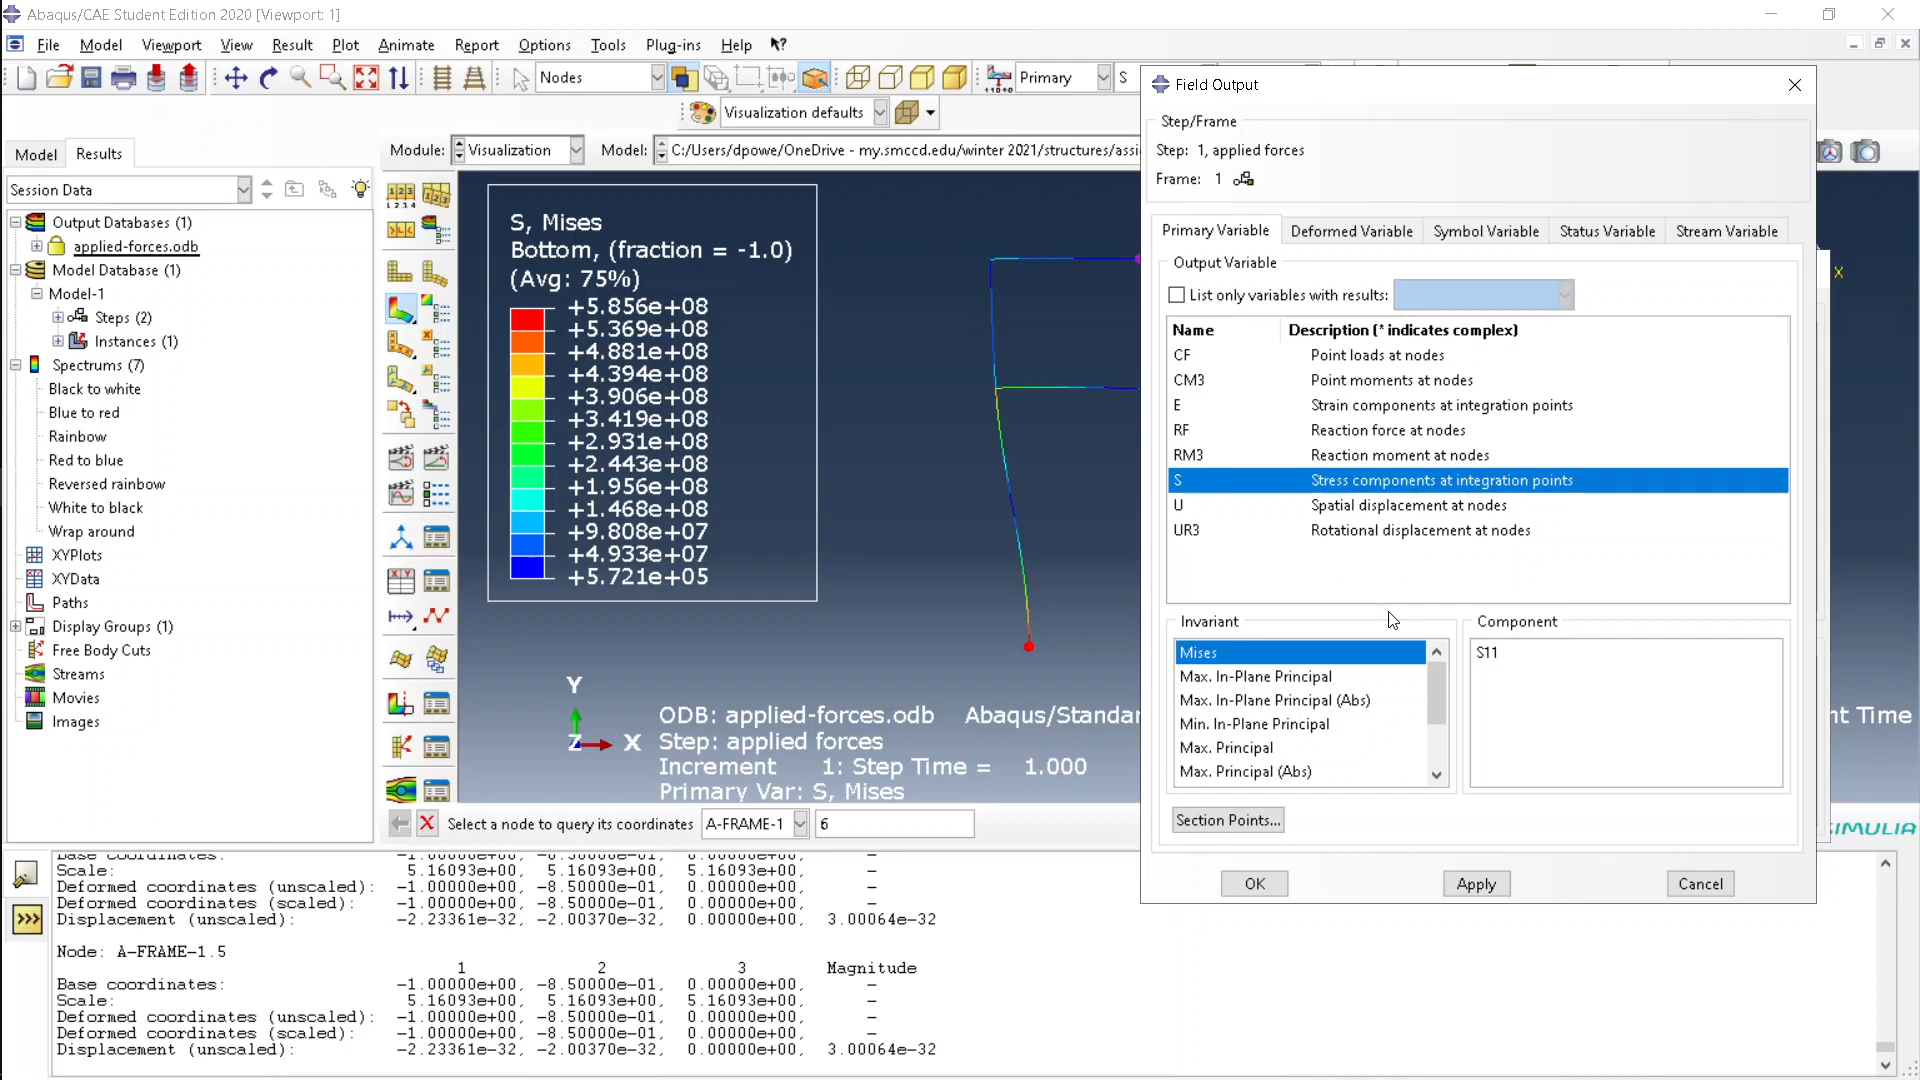 Abaqus/CAE Student Edition 2020 [Viewport: 1]
File Model Viewport View Result Plot Animate Report Options Tools Plug-ins Help
Nodes
Primary
S
Visualization defaults
Model Results
Module: Visualization Model: C:/Users/dpowe/OneDrive - my.smccd.edu/winter 2021/structures/assi
Session Data
Output Databases (1)
applied-forces.odb
Model Database (1)
Model-1
Steps (2)
Instances (1)
Spectrums (7)
Black to white
Blue to red
Rainbow
Red to blue
Reversed rainbow
White to black
Wrap around
XYPlots
XYData
Paths
Display Groups (1)
Free Body Cuts
Streams
Movies
Images
S, Mises
Bottom, (fraction = -1.0)
(Avg: 75%)
+5.856e+08
+5.369e+08
+4.881e+08
+4.394e+08
+3.906e+08
+3.419e+08
+2.931e+08
+2.443e+08
+1.956e+08
+1.468e+08
+9.808e+07
+4.933e+07
+5.721e+05
Y
Z X
ODB: applied-forces.odb Abaqus/Standar
Step: applied forces
Increment 1: Step Time = 1.000
Primary Var: S, Mises
nt Time
X
Field Output
Step/Frame
Step: 1, applied forces
Frame: 1
Primary Variable Deformed Variable Symbol Variable Status Variable Stream Variable
Output Variable
List only variables with results:
Name Description (* indicates complex)
CF Point loads at nodes
CM3 Point moments at nodes
E Strain components at integration points
RF Reaction force at nodes
RM3 Reaction moment at nodes
S Stress components at integration points
U Spatial displacement at nodes
UR3 Rotational displacement at nodes
Invariant
Mises
Max. In-Plane Principal
Max. In-Plane Principal (Abs)
Min. In-Plane Principal
Max. Principal
Max. Principal (Abs)
Component
S11
Section Points...
OK Apply Cancel
Select a node to query its coordinates A-FRAME-1 6
SIMULIA
Scale: 5.16093e+00, 5.16093e+00, 5.16093e+00, -
Deformed coordinates (unscaled): -1.00000e+00, -8.50000e-01, 0.00000e+00, -
Deformed coordinates (scaled): -1.00000e+00, -8.50000e-01, 0.00000e+00, -
Displacement (unscaled): -2.23361e-32, -2.00370e-32, 0.00000e+00, 3.00064e-32
Node: A-FRAME-1.5
1 2 3 Magnitude
Base coordinates: -1.00000e+00, -8.50000e-01, 0.00000e+00, -
Scale: 5.16093e+00, 5.16093e+00, 5.16093e+00, -
Deformed coordinates (unscaled): -1.00000e+00, -8.50000e-01, 0.00000e+00, -
Deformed coordinates (scaled): -1.00000e+00, -8.50000e-01, 0.00000e+00, -
Displacement (unscaled): -2.23361e-32, -2.00370e-32, 0.00000e+00, 3.00064e-32